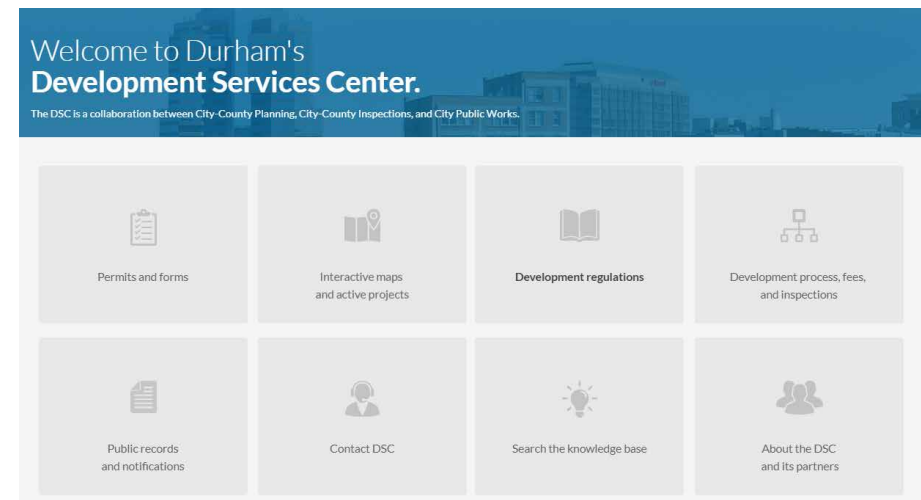 Welcome to Durham's
Development Services Center.
The DSC is a collaboration between City-County Planning, City-County Inspections, and City Public Works.
Permits and forms
Interactive maps
and active projects
Development regulations
Development process, fees,
and inspections
Public records
and notifications
Contact DSC
Search the knowledge base
About the DSC
and its partners